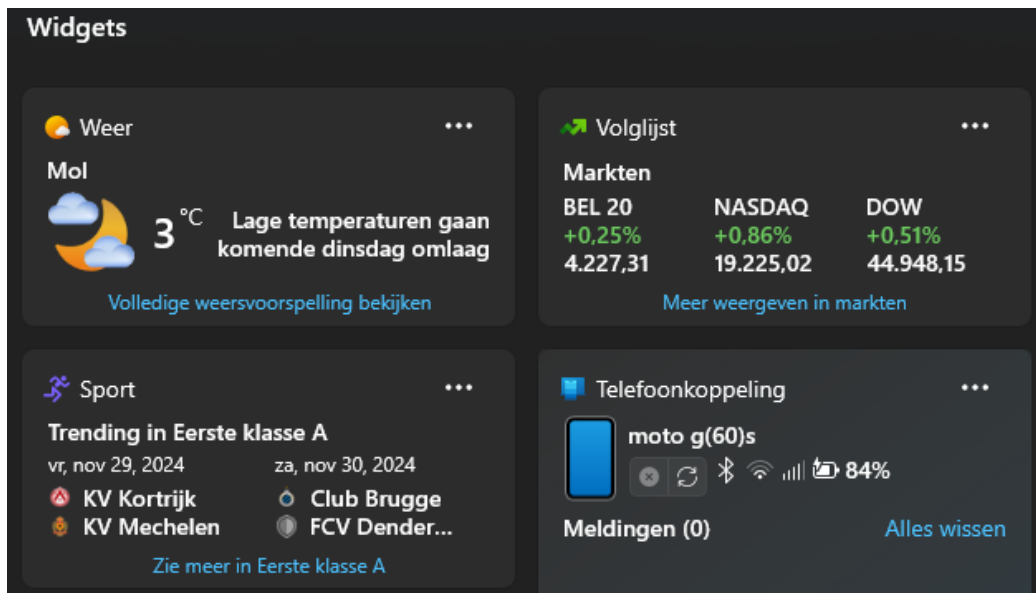 Widgets
Weer
Mol
3 °C
Lage temperaturen gaan
komende dinsdag omlaag
Volledige weersvoorspelling bekijken
Volglijst
Markten
BEL 20 NASDAQ DOW
+0,25% +0,86% +0,51%
4.227,31 19.225,02 44.948,15
Meer weergeven in markten
Sport
Trending in Eerste klasse A
vr, nov 29, 2024 za, nov 30, 2024
KV Kortrijk Club Brugge
KV Mechelen FCV Dender...
Zie meer in Eerste klasse A
Telefoonkoppeling
moto g(60)s
84%
Meldingen (0) Alles wissen